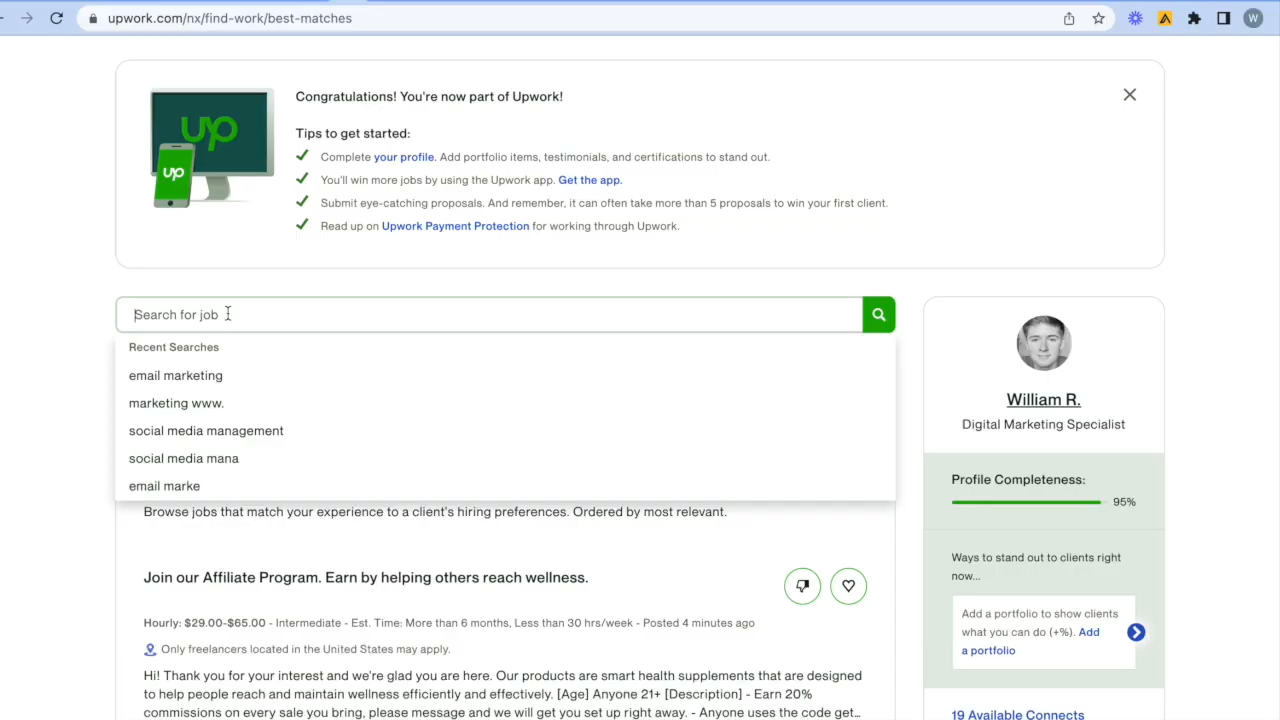 upwork.com/nx/find-work/best-matches
W
up
up
Congratulations! You're now part of Upwork!
Tips to get started:
Complete your profile. Add portfolio items, testimonials, and certifications to stand out.
You'll win more jobs by using the Upwork app. Get the app.
Submit eye-catching proposals. And remember, it can often take more than 5 proposals to win your first client.
Read up on Upwork Payment Protection for working through Upwork.
Search for job
Recent Searches
email marketing
marketing www.
social media management
social media mana
email marke
Browse jobs that match your experience to a client's hiring preferences. Ordered by most relevant.
Join our Affiliate Program. Earn by helping others reach wellness.
Hourly: $29.00-$65.00 - Intermediate - Est. Time: More than 6 months, Less than 30 hrs/week - Posted 4 minutes ago
Only freelancers located in the United States may apply.
Hi! Thank you for your interest and we're glad you are here. Our products are smart health supplements that are designed
to help people reach and maintain wellness efficiently and effectively. [Age] Anyone 21+ [Description] - Earn 20%
commissions on every sale you bring, please message and we will get you set up right away. - Anyone uses the code get…
William R.
Digital Marketing Specialist
Profile Completeness:
95%
Ways to stand out to clients right
now...
Add a portfolio to show clients
what you can do (+%). Add
a portfolio
19 Available Connects